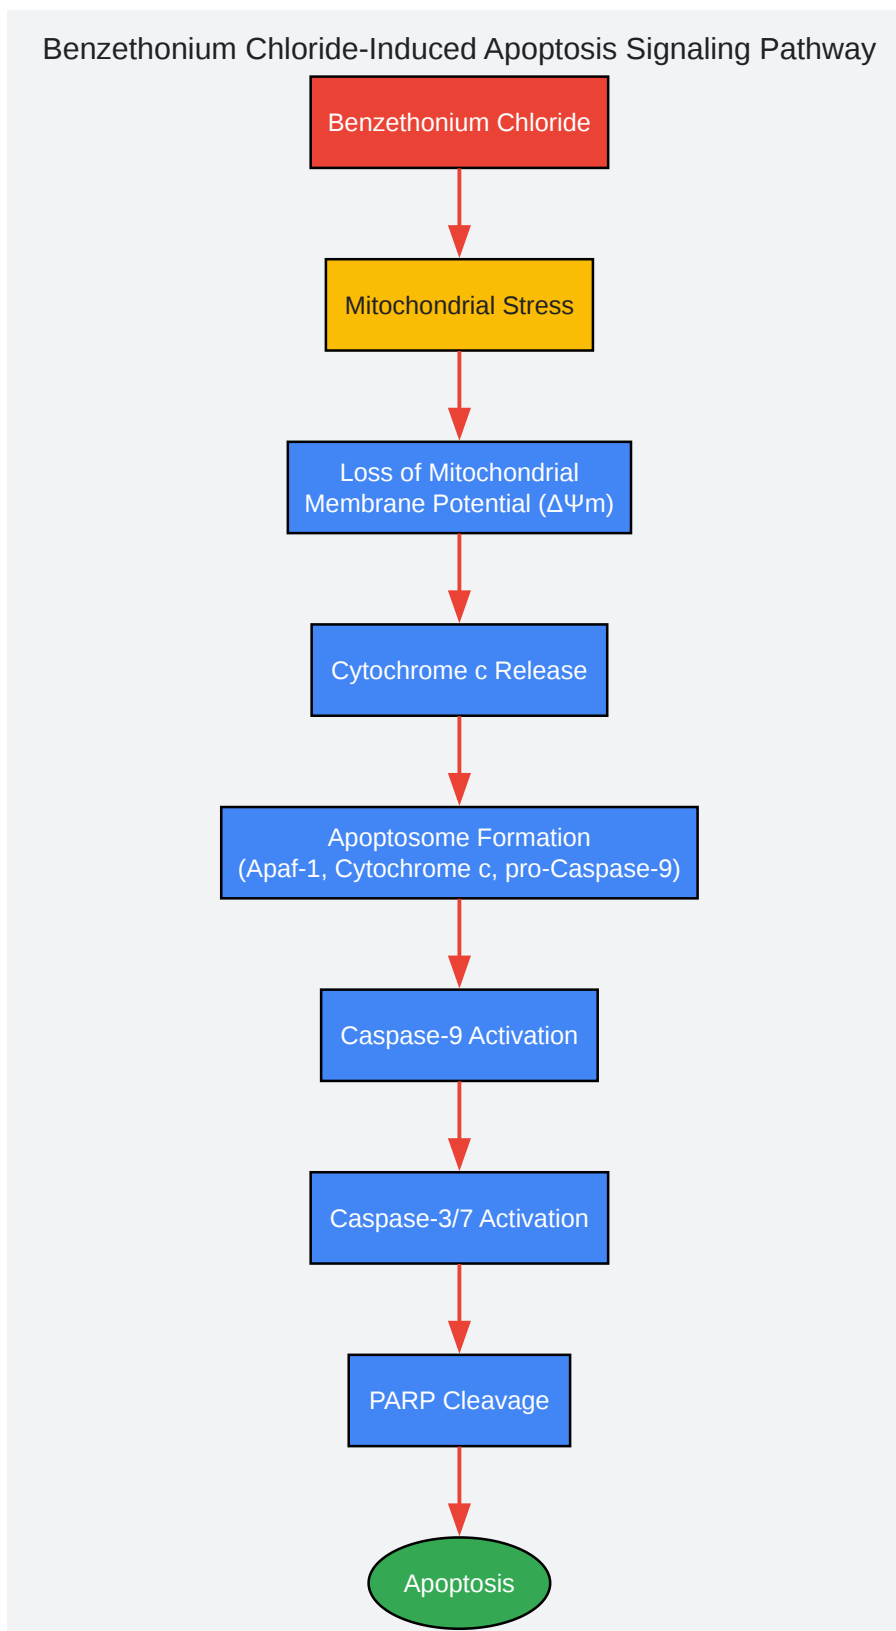 Benzethonium Chloride-Induced Apoptosis Signaling Pathway
Benzethonium Chloride
Mitochondrial Stress
Loss of Mitochondrial
Membrane Potential (ΔΨm)
Cytochrome c Release
Apoptosome Formation
(Apaf-1, Cytochrome c, pro-Caspase-9)
Caspase-9 Activation
Caspase-3/7 Activation
PARP Cleavage
Apoptosis